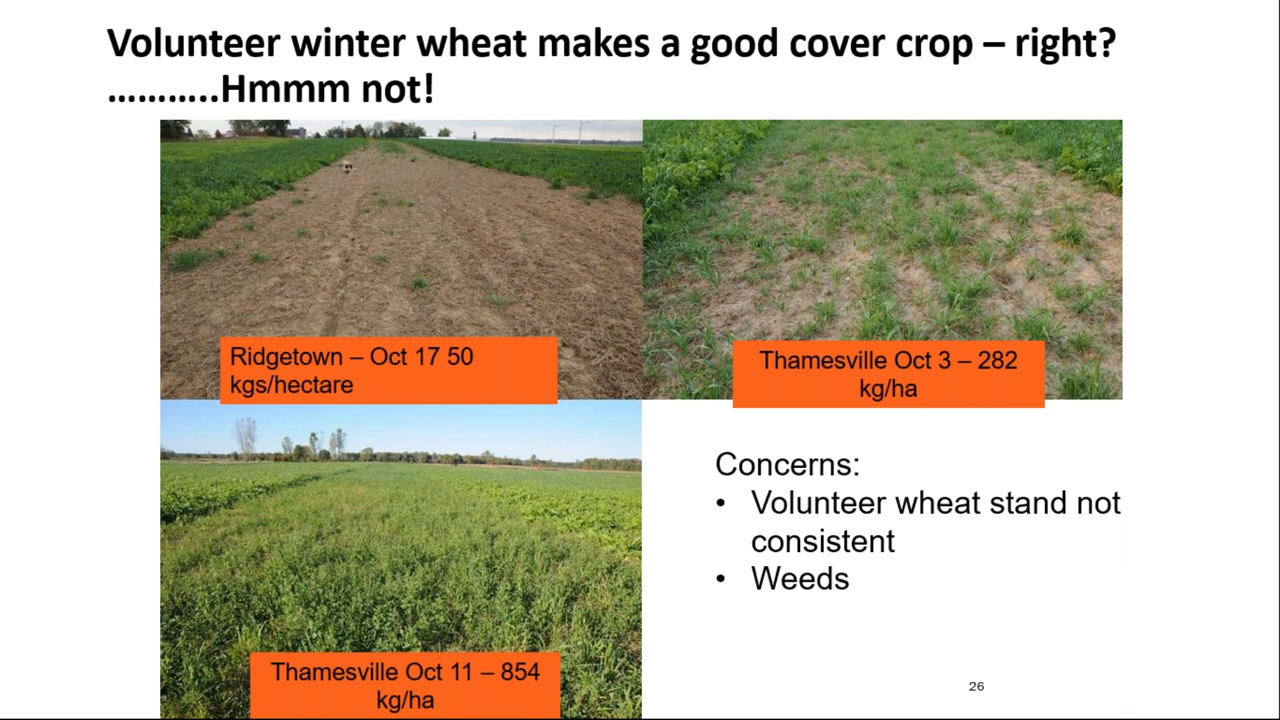 Volunteer winter wheat makes a good cover crop – right?
………..Hmmm not!
Ridgetown – Oct 17 50
kgs/hectare
Thamesville Oct 3 – 282
kg/ha
Thamesville Oct 11 – 854
kg/ha
Concerns:
• Volunteer wheat stand not
consistent
• Weeds
26